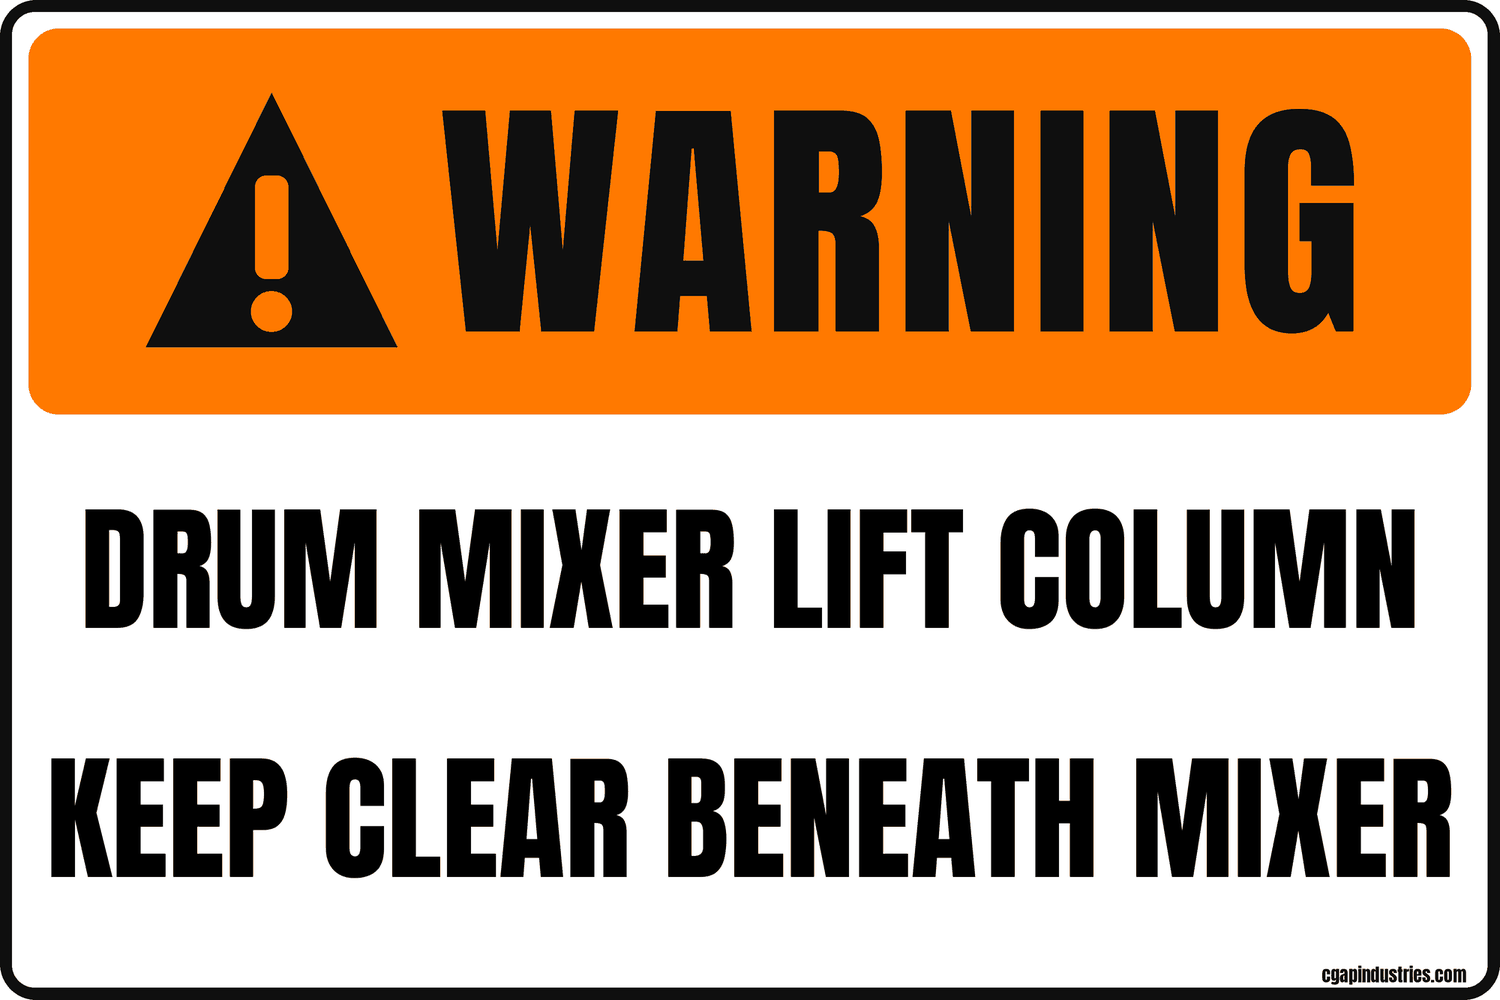 WARNING
DRUM MIXER LIFT COLUMN
KEEP CLEAR BENEATH MIXER
cgapindustries.com